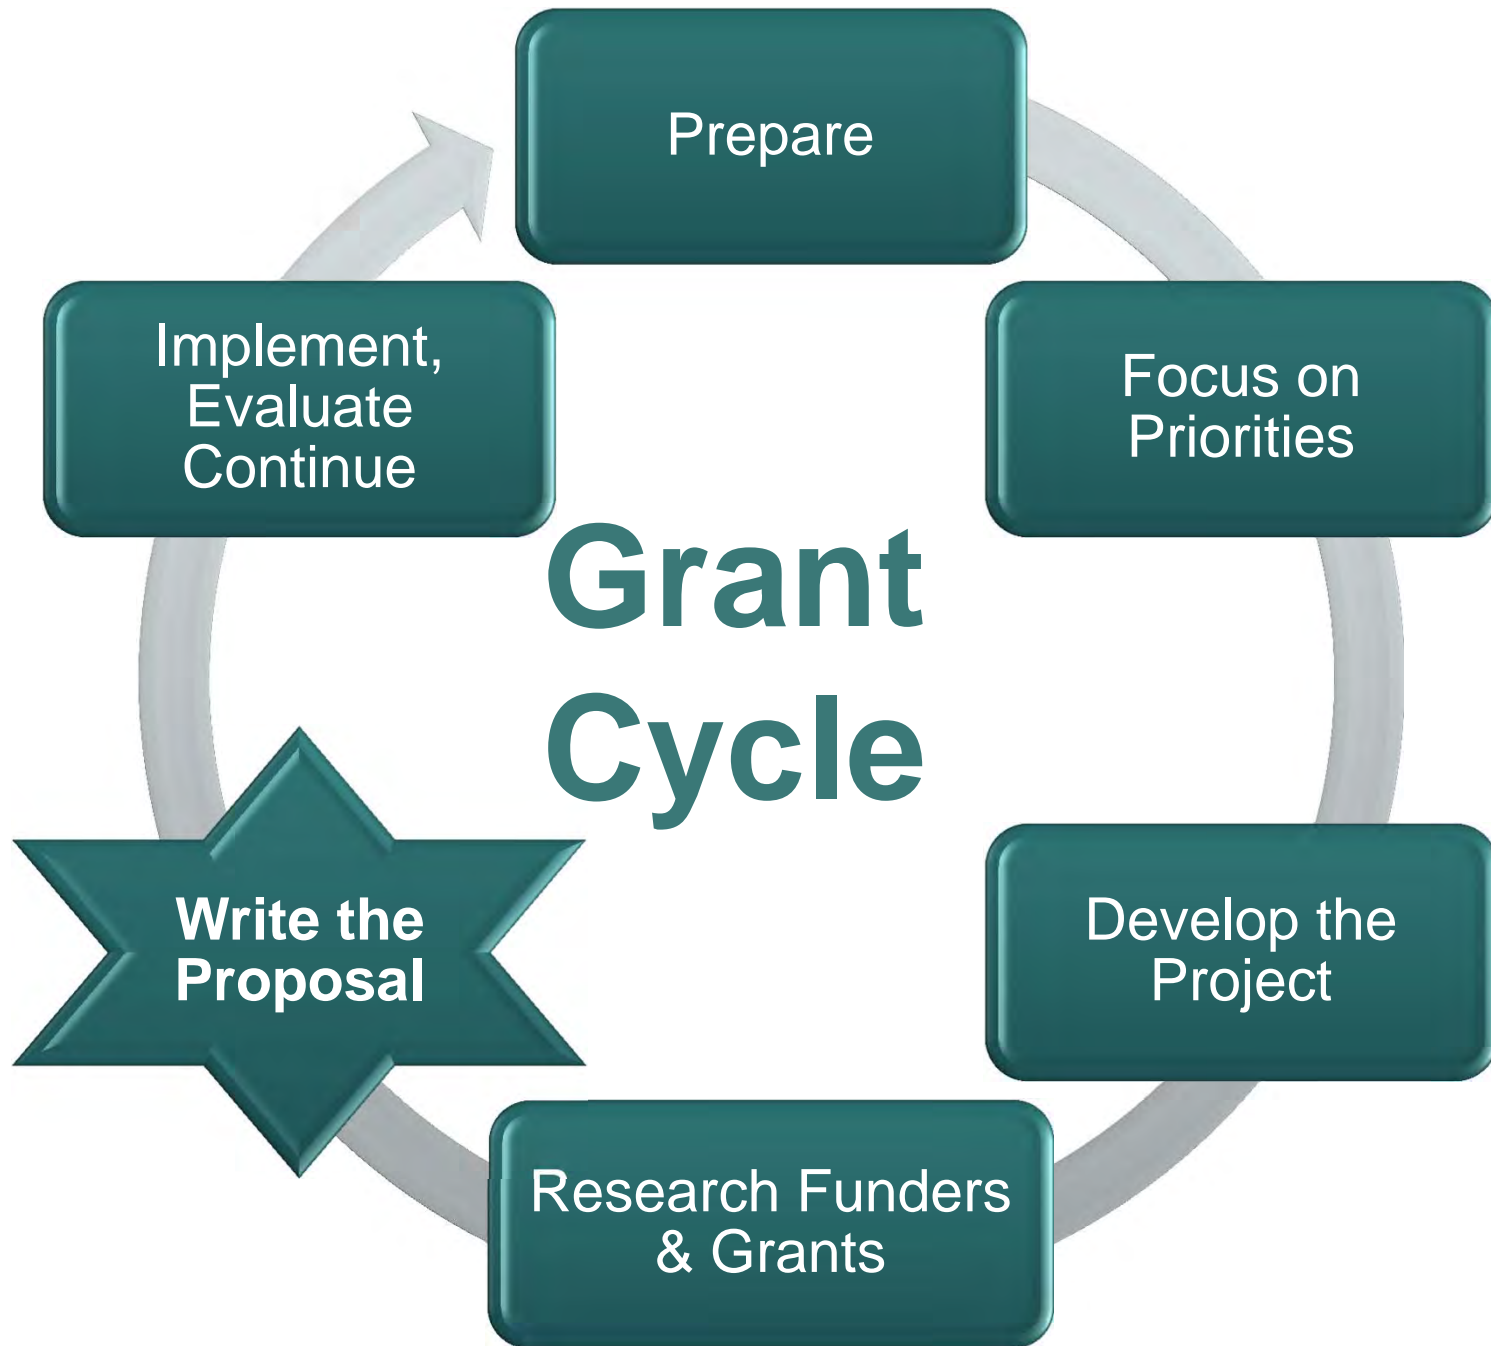 Prepare
Focus on
Priorities
Develop the
Project
Research Funders
& Grants
Write the
Proposal
Implement,
Evaluate
Continue
Grant
Cycle